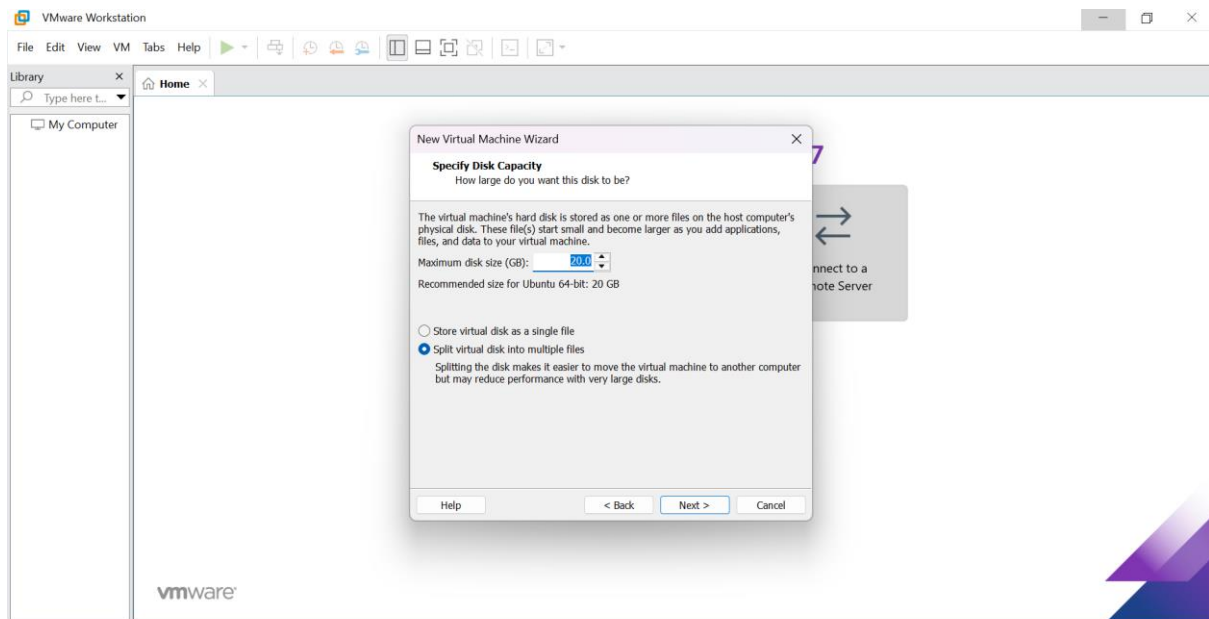 VMware Workstation
File Edit View VM Tabs Help
Library
Type here t...
My Computer
Home
7
nnect to a
note Server
New Virtual Machine Wizard
Specify Disk Capacity
How large do you want this disk to be?
The virtual machine's hard disk is stored as one or more files on the host computer's
physical disk. These file(s) start small and become larger as you add applications,
files, and data to your virtual machine.
Maximum disk size (GB): 20.0
Recommended size for Ubuntu 64-bit: 20 GB
Store virtual disk as a single file
Split virtual disk into multiple files
Splitting the disk makes it easier to move the virtual machine to another computer
but may reduce performance with very large disks.
Help < Back Next > Cancel
vmware